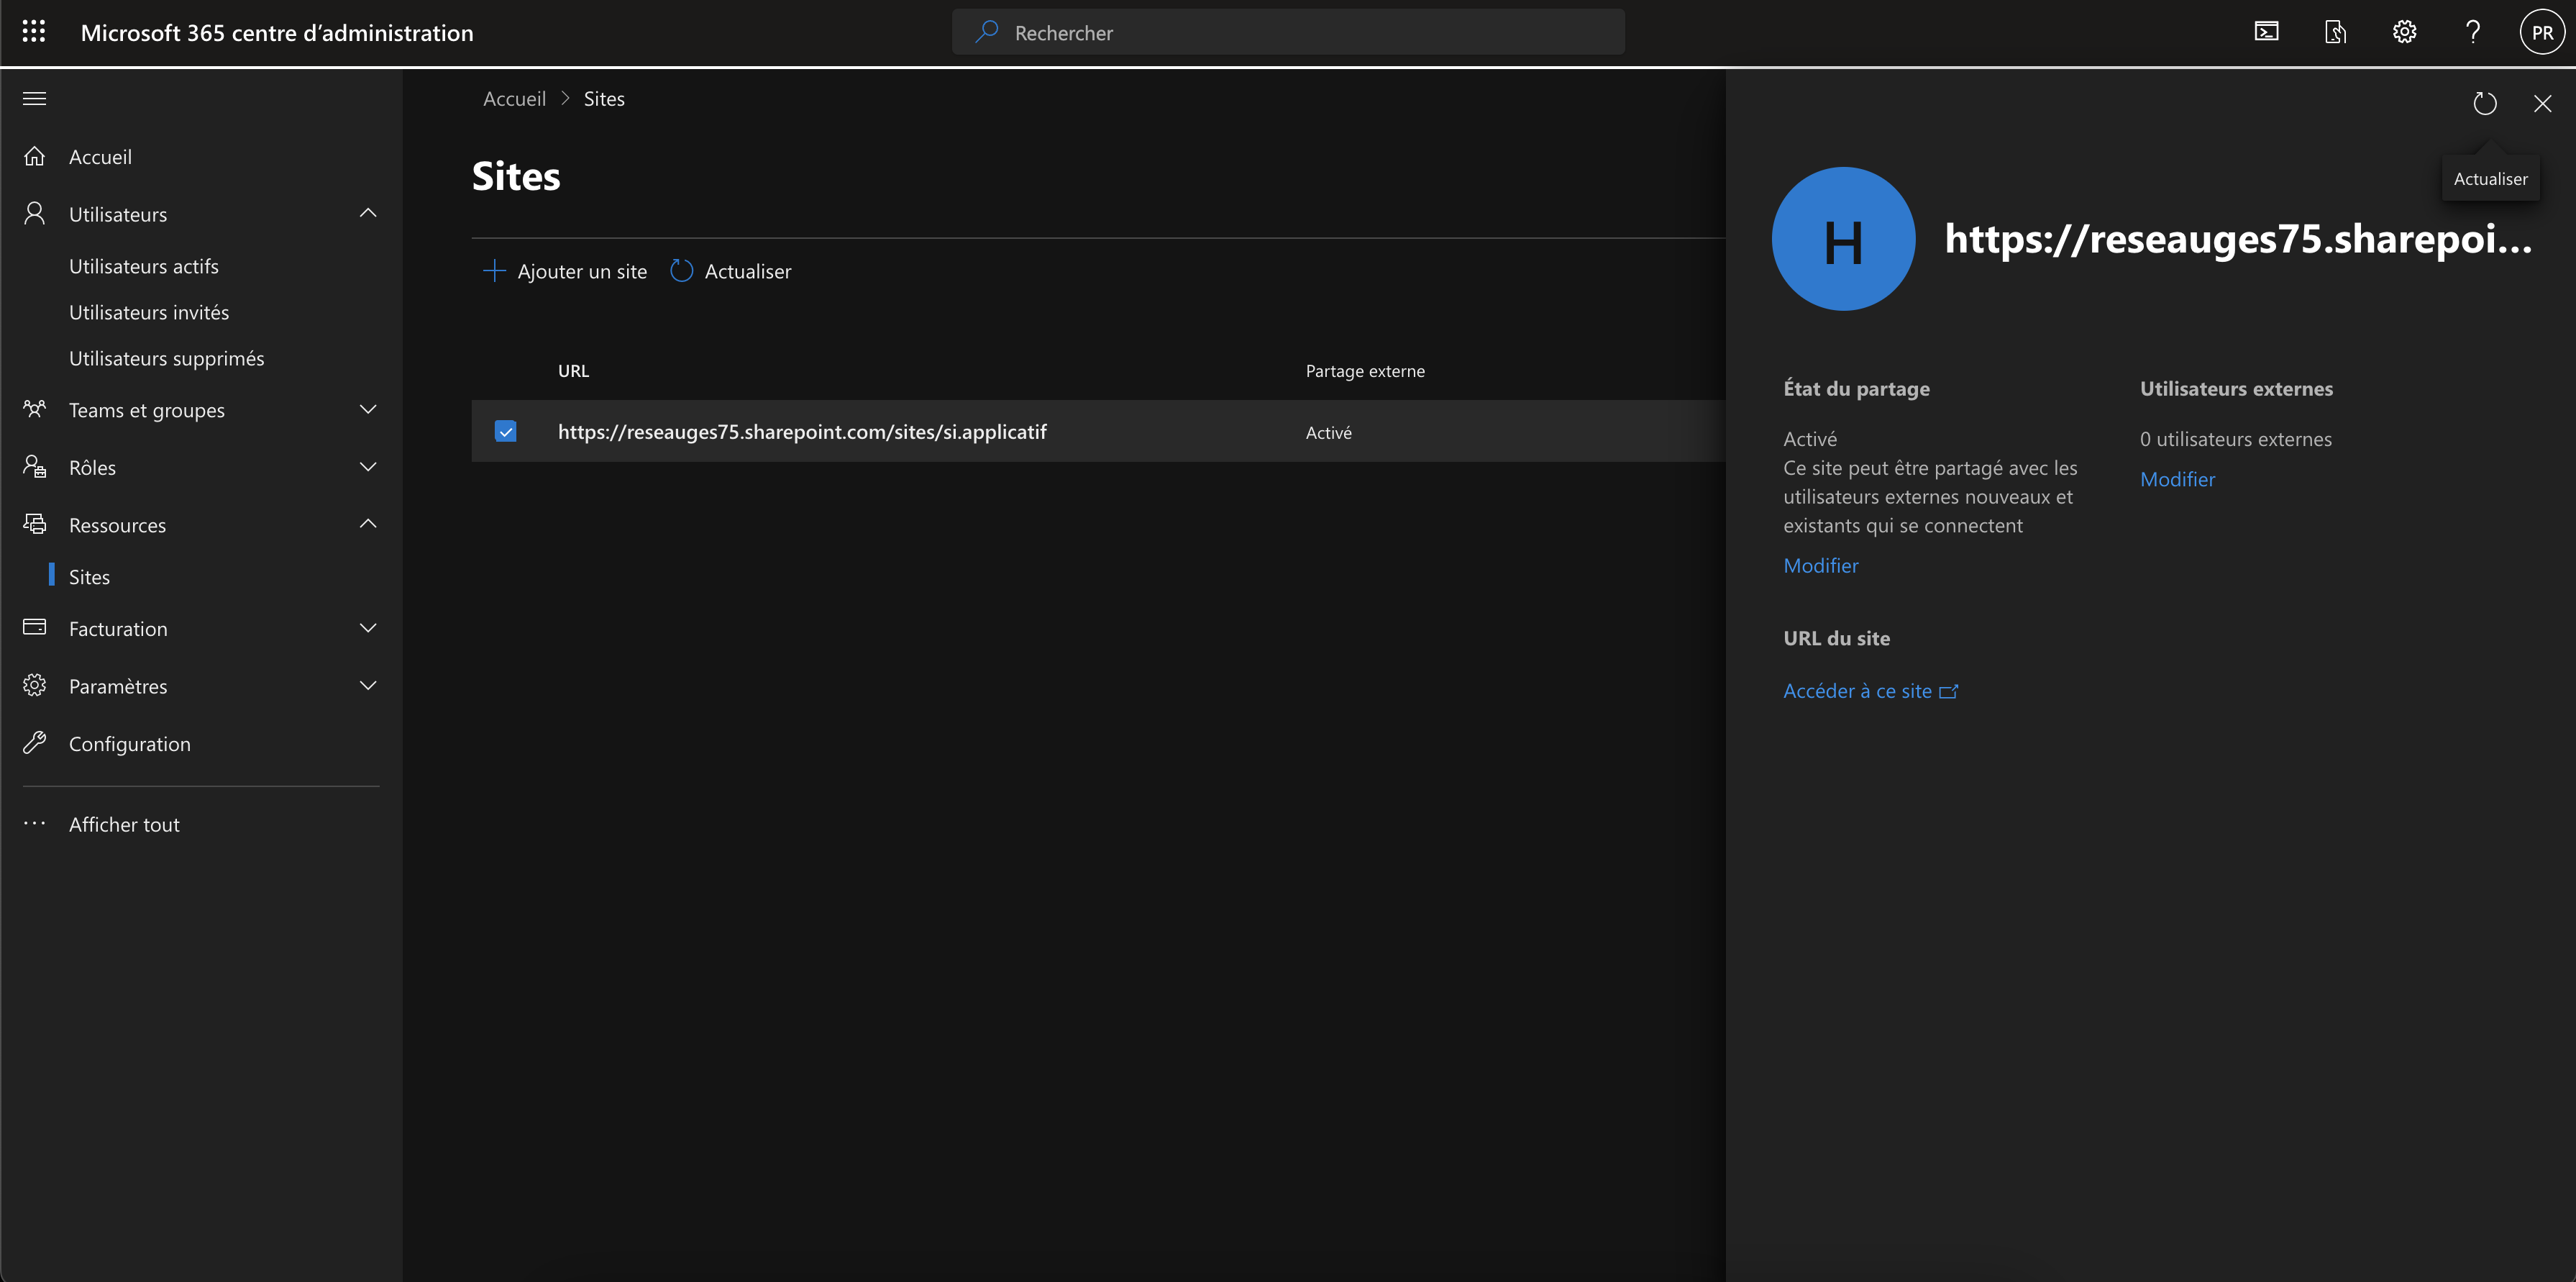 Microsoft 365 centre d’administration
Rechercher
PR
Accueil
Utilisateurs
Utilisateurs actifs
Utilisateurs invités
Utilisateurs supprimés
Teams et groupes
Rôles
Ressources
Sites
Facturation
Paramètres
Configuration
Afficher tout
Accueil > Sites
Sites
Ajouter un site
Actualiser
URL
Partage externe
https://reseauges75.sharepoint.com/sites/si.applicatif
Activé
Actualiser
H
https://reseauges75.sharepoi...
État du partage
Activé
Ce site peut être partagé avec les
utilisateurs externes nouveaux et
existants qui se connectent
Modifier
Utilisateurs externes
0 utilisateurs externes
Modifier
URL du site
Accéder à ce site